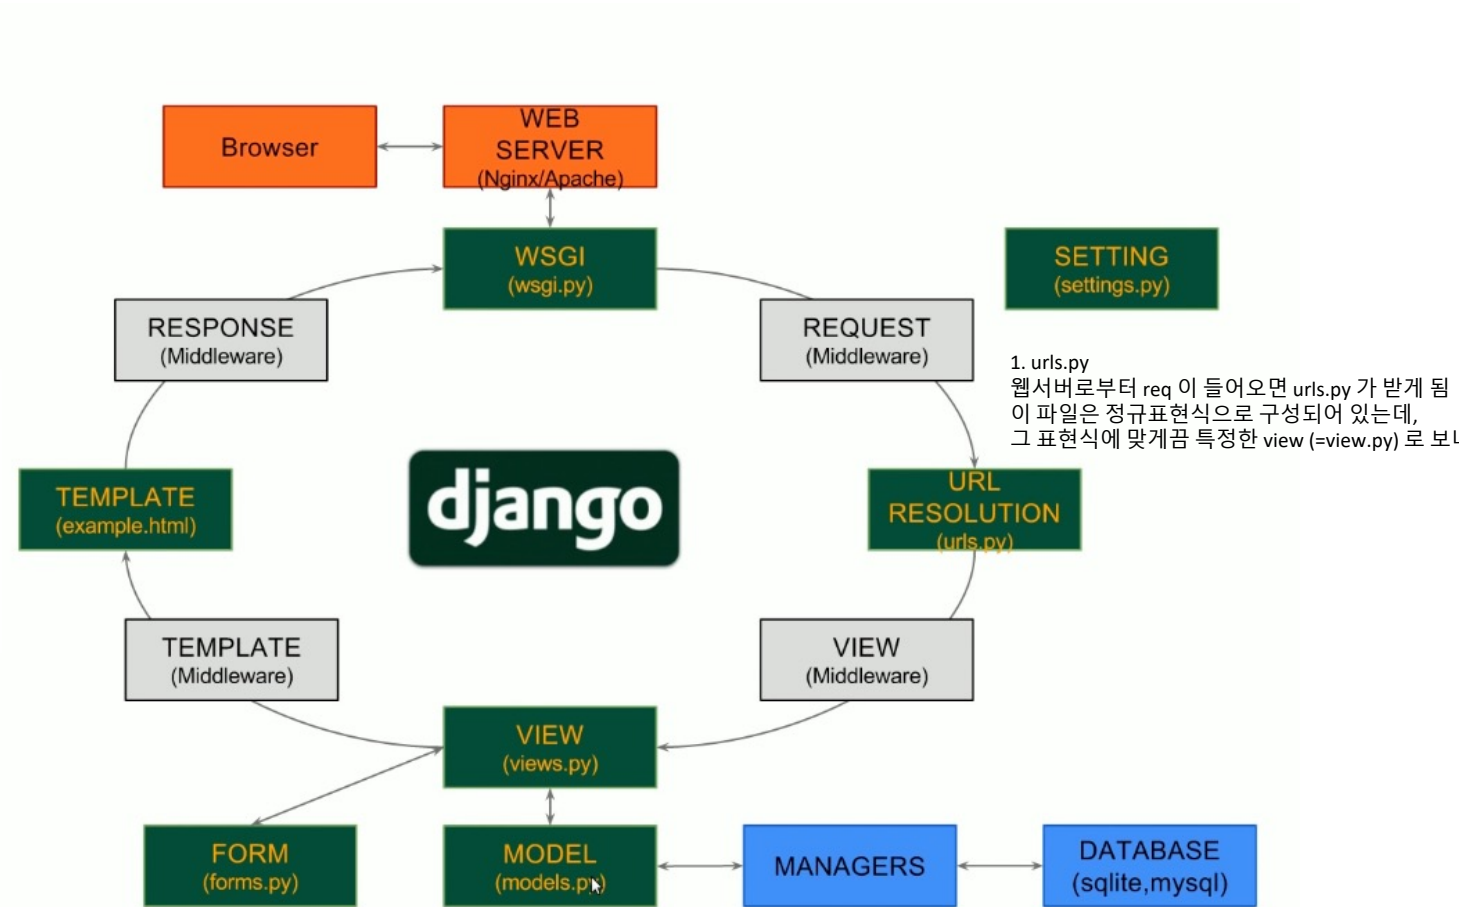 Browser
WEB
SERVER
(Nginx/Apache)
WSGI
(wsgi.py)
SETTING
(settings.py)
RESPONSE
(Middleware)
REQUEST
(Middleware)
1. urls.py
웹서버로부터 req 이 들어오면 urls.py 가 받게 됨
이 파일은 정규표현식으로 구성되어 있는데,
그 표현식에 맞게끔 특정한 view (=view.py) 로
TEMPLATE
(example.html)
django
URL
RESOLUTION
(urls.py)
TEMPLATE
(Middleware)
VIEW
(Middleware)
VIEW
(views.py)
FORM
(forms.py)
MODEL
(models.py)
MANAGERS
DATABASE
(sqlite,mysql)